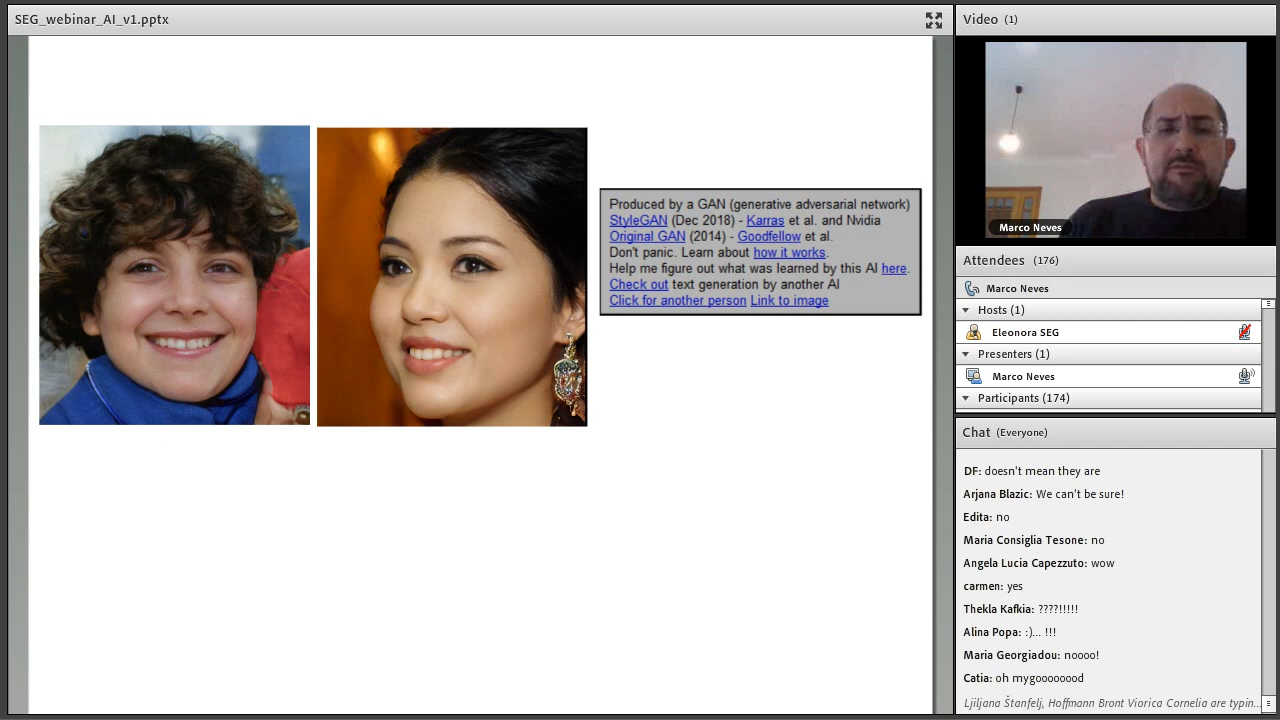 SEG_webinar_AI_v1.pptx
Produced by a GAN (generative adversarial network)
StyleGAN (Dec 2018) - Karras et al. and Nvidia
Original GAN (2014) - Goodfellow et al.
Don't panic. Learn about how it works.
Help me figure out what was learned by this AI here.
Check out text generation by another AI
Click for another person Link to image
Video (1)
Marco Neves
Attendees (176)
Marco Neves
Hosts (1)
Eleonora SEG
Presenters (1)
Marco Neves
Participants (174)
Chat (Everyone)
DF: doesn't mean they are
Arjana Blazic: We can't be sure!
Edita: no
Maria Consiglia Tesone: no
Angela Lucia Capezzuto: wow
carmen: yes
Thekla Kafkia: ????!!!!!
Alina Popa: :)... !!!
Maria Georgiadou: noooo!
Catia: oh mygoooooood
Ljiljana Štanfelj, Hoffmann Bront Viorica Cornelia are typin...